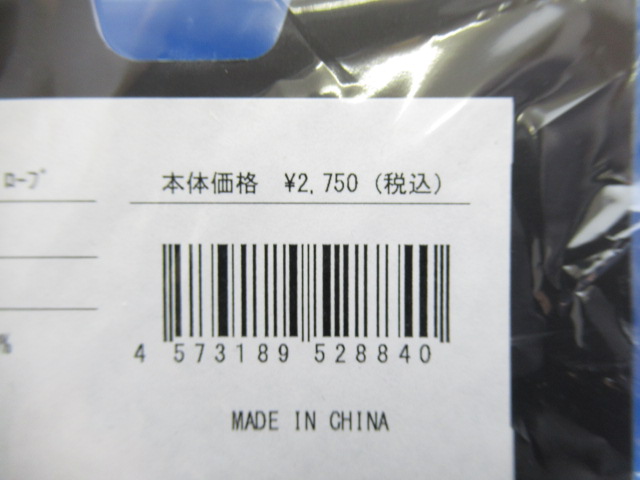 ﾛｰﾌﾞ
本体価格　¥2,750（税込）
%
4 573189 528840
MADE IN CHINA